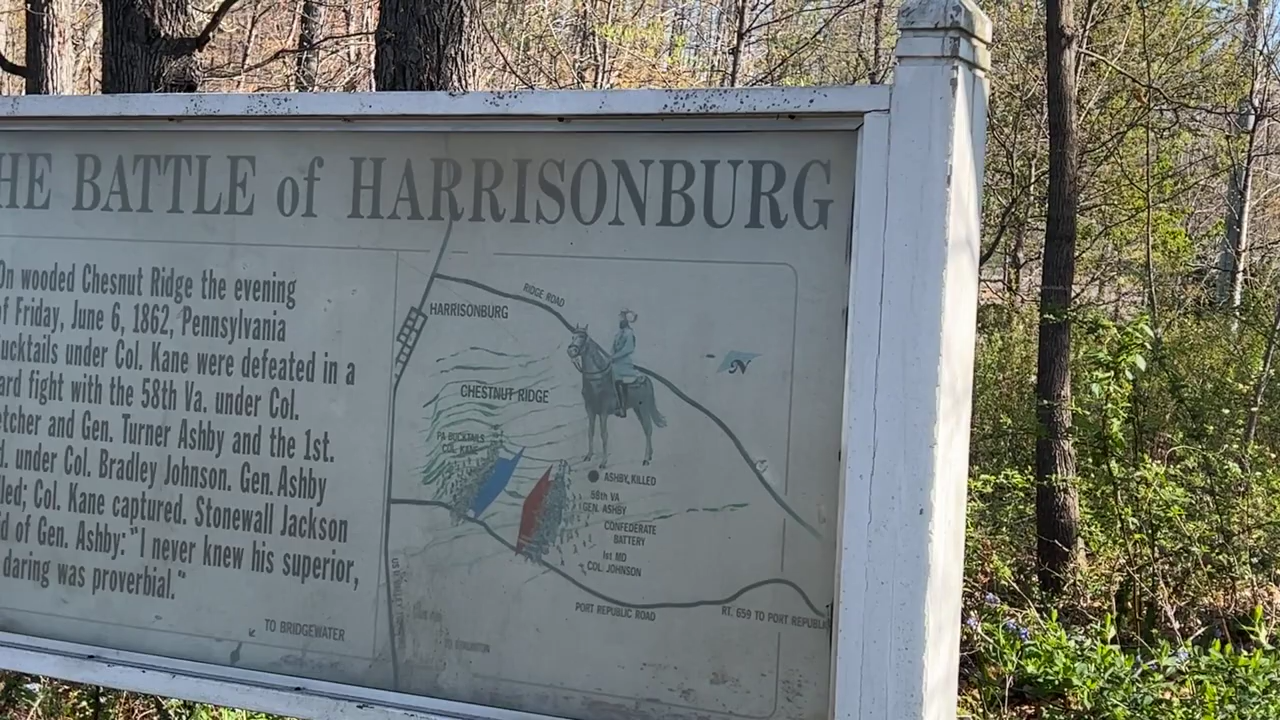 HE BATTLE of HARRISONBURG
On wooded Chesnut Ridge the evening
of Friday, June 6, 1862, Pennsylvania
ucktails under Col. Kane were defeated in a
ard fight with the 58th Va. under Col.
etcher and Gen. Turner Ashby and the 1st.
d. under Col. Bradley Johnson. Gen. Ashby
lled; Col. Kane captured. Stonewall Jackson
id of Gen. Ashby: "I never knew his superior,
daring was proverbial."
TO BRIDGEWATER
RIDGE ROAD
HARRISONBURG
N
CHESTNUT RIDGE
PA BUCKTAILS
COL. KANE
ASHBY KILLED
58th VA
GEN. ASHBY
CONFEDERATE
BATTERY
1st MD
COL. JOHNSON
PORT REPUBLIC ROAD
RT. 659 TO PORT REPUBLI